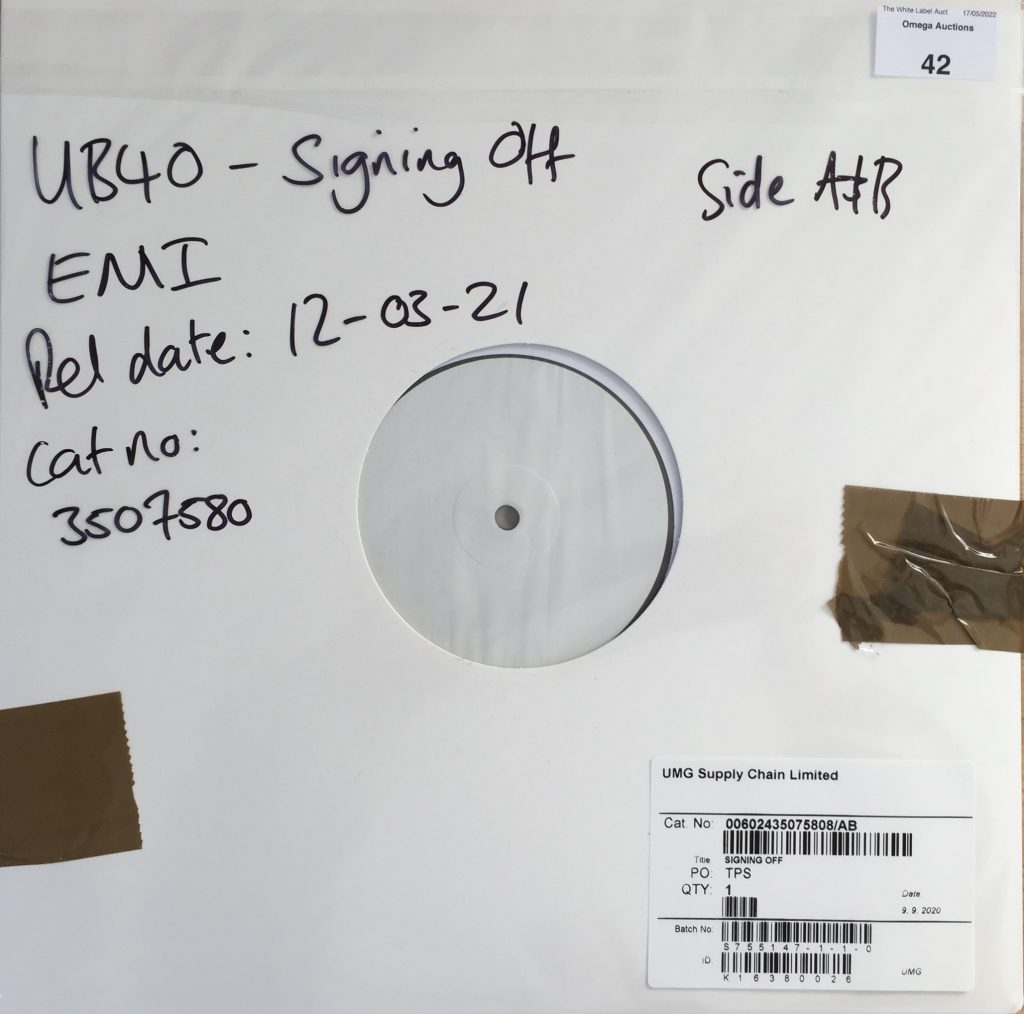 The White Label Auct 17/05/2022
Omega Auctions
42
UB40 - Signing Off
Side A&B
EMI
Rel date: 12-03-21
Cat no:
3507580
UMG Supply Chain Limited
Cat. No: 00602435075808/AB
Title SIGNING OFF
PO: TPS
QTY: 1
Date
9. 9. 2020
Batch No:
S755147-1-1-0
ID:
K16380026
UMG